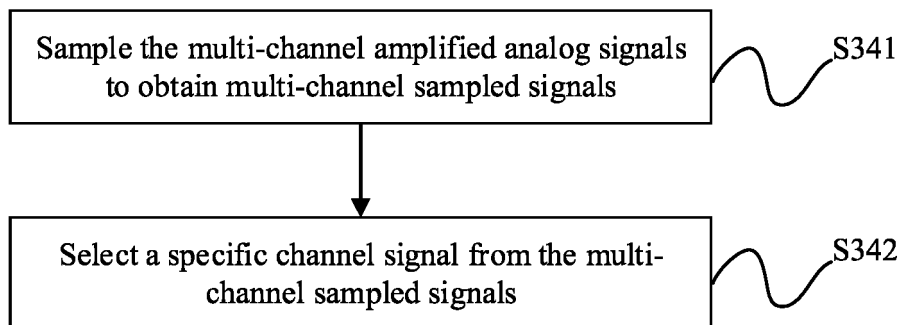 Sample the multi-channel amplified analog signals
to obtain multi-channel sampled signals
S341
Select a specific channel signal from the multi-
channel sampled signals
S342